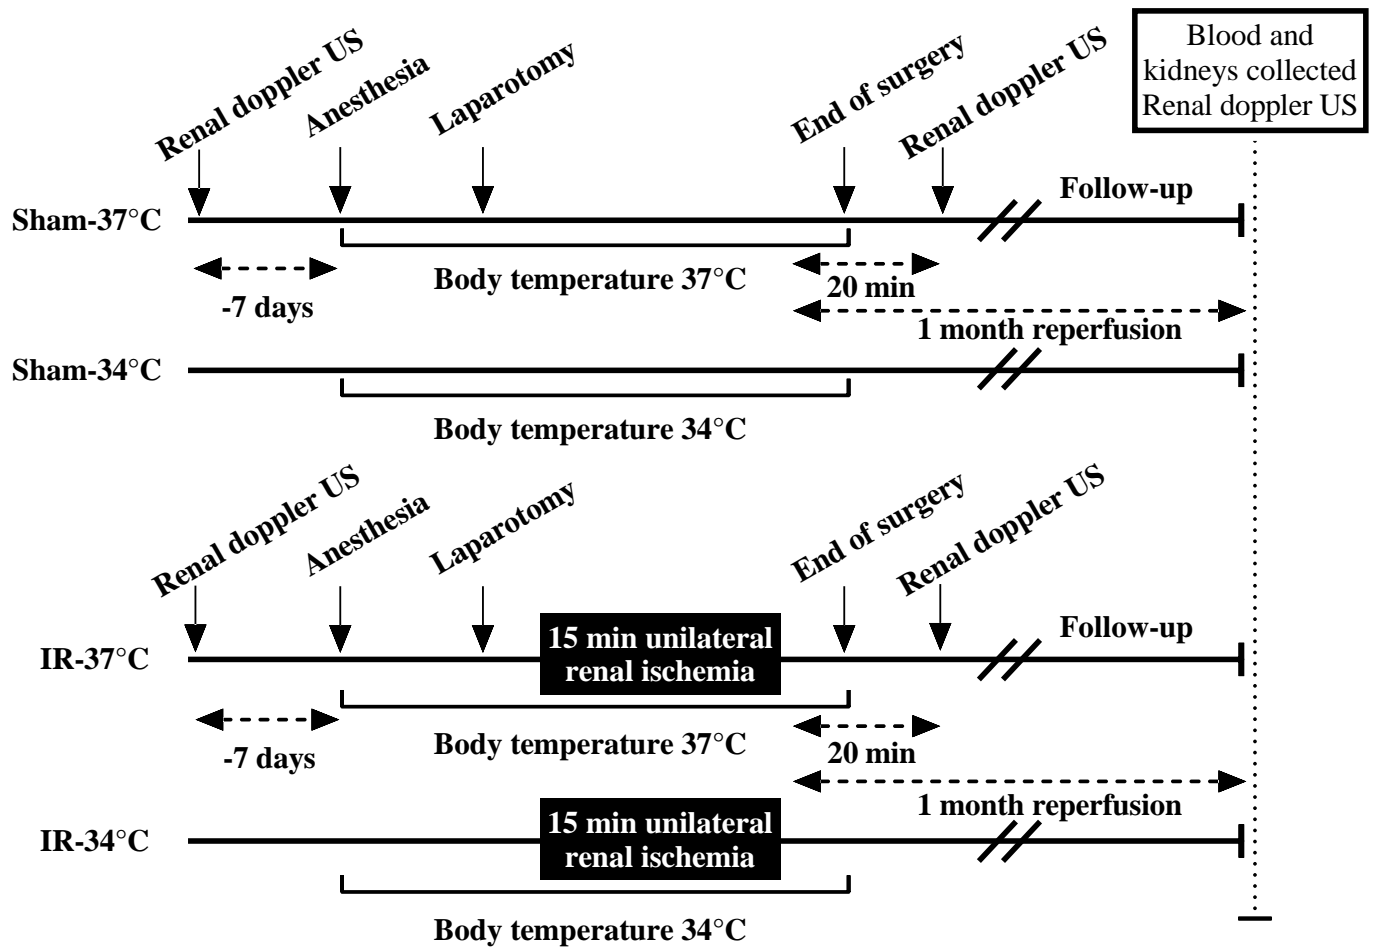 Blood and
kidneys collected
Renal doppler US
Renal doppler US
Anesthesia
Laparotomy
End of surgery
Renal doppler US
Follow-up
Sham-37°C
Body temperature 37°C
-7 days
20 min
1 month reperfusion
Sham-34°C
Body temperature 34°C
Renal doppler US
Anesthesia
Laparotomy
End of surgery
Renal doppler US
Follow-up
IR-37°C
15 min unilateral
renal ischemia
Body temperature 37°C
-7 days
20 min
1 month reperfusion
IR-34°C
15 min unilateral
renal ischemia
Body temperature 34°C